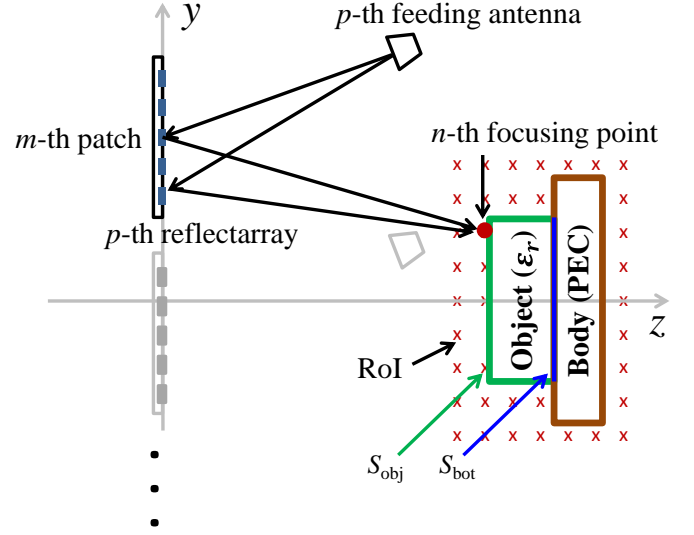 y
p-th feeding antenna
m-th patch
n-th focusing point
p-th reflectarray
Object (εr)
Body (PEC)
z
RoI
Sobj
Sbot